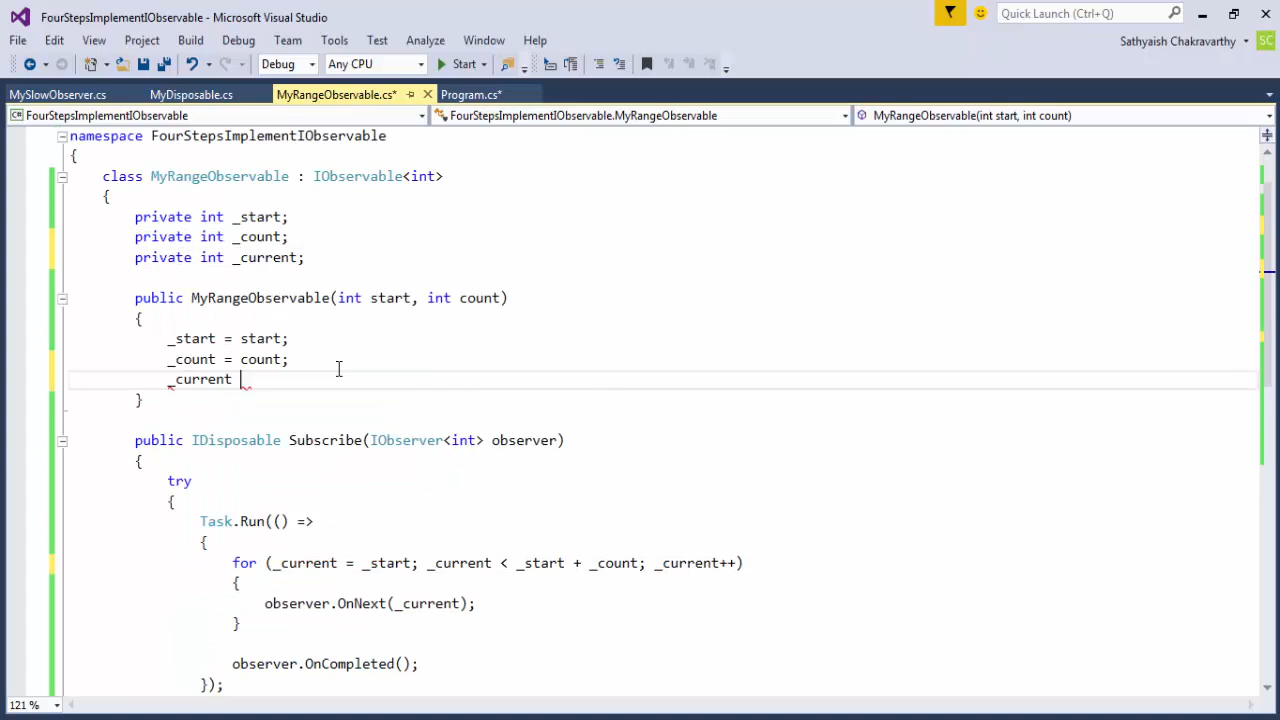 FourStepsImplementIObservable - Microsoft Visual Studio
Quick Launch (Ctrl+Q)
File Edit View Project Build Debug Team Tools Test Analyze Window Help
Sathyaish Chakravarthy SC
Debug Any CPU Start
MySlowObserver.cs MyDisposable.cs MyRangeObservable.cs* Program.cs*
C# FourStepsImplementIObservable FourStepsImplementIObservable.MyRangeObservable MyRangeObservable(int start, int count)
namespace FourStepsImplementIObservable
{
class MyRangeObservable : IObservable<int>
{
private int _start;
private int _count;
private int _current;
public MyRangeObservable(int start, int count)
{
_start = start;
_count = count;
_current
}
public IDisposable Subscribe(IObserver<int> observer)
{
try
{
Task.Run(() =>
{
for (_current = _start; _current < _start + _count; _current++)
{
observer.OnNext(_current);
}
observer.OnCompleted();
});
121 %